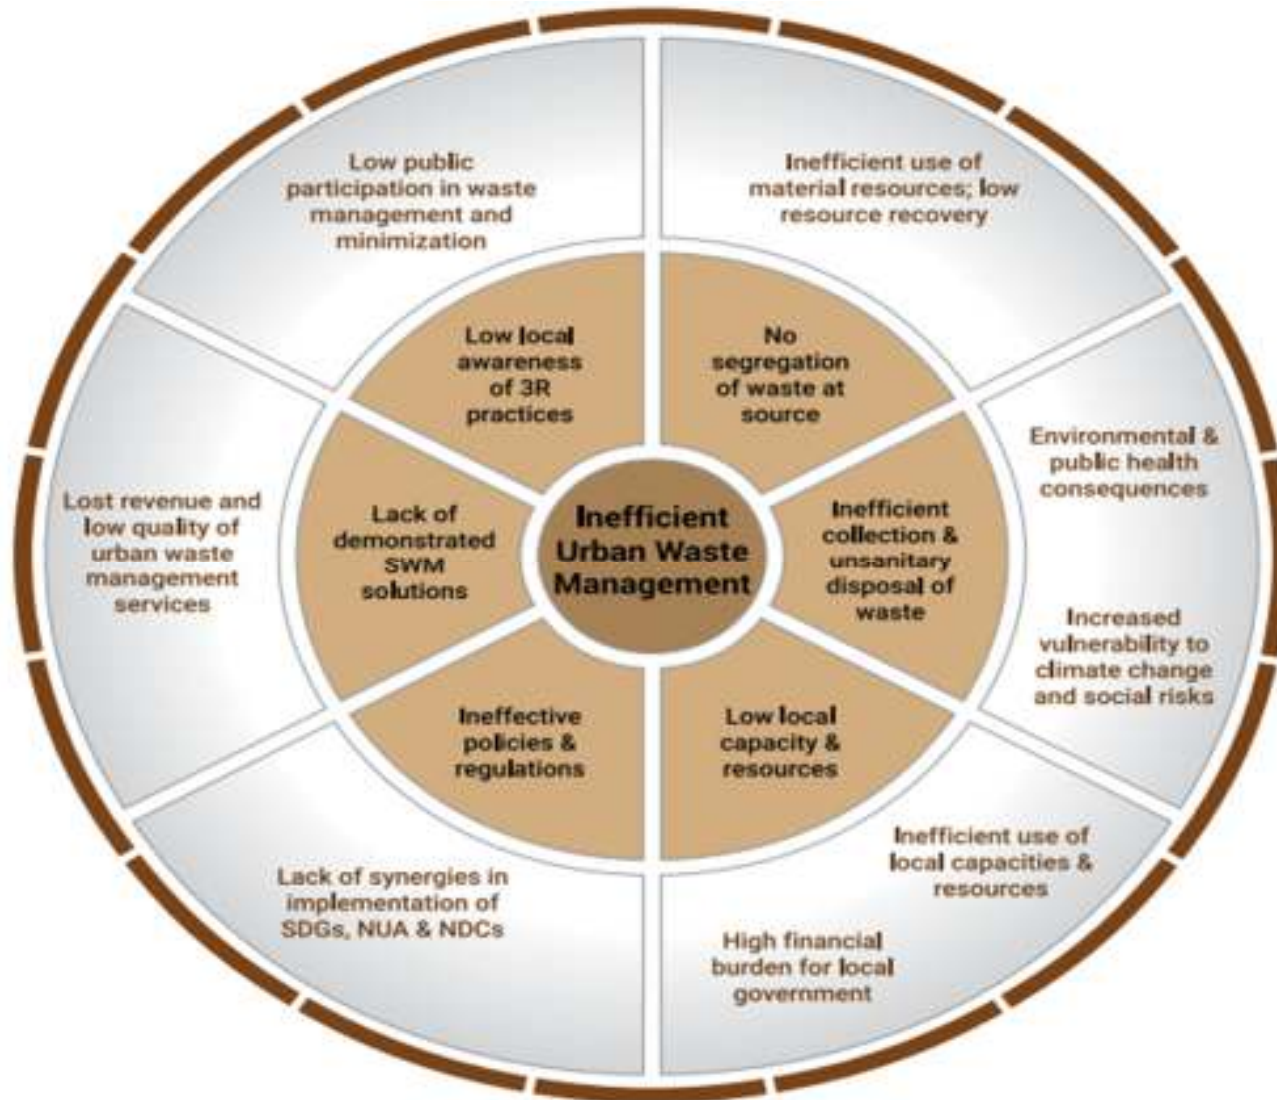 Low public
participation in waste
management and
minimization
Inefficient use of
material resources; low
resource recovery
Low local
awareness
of 3R
practices
No
segregation
of waste at
source
Environmental &
public health
consequences
Increased
vulnerability to
climate change
and social risks
Lost revenue and
low quality of
urban waste
management
services
Lack of
demonstrated
SWM
solutions
Inefficient
Urban Waste
Management
Inefficient
collection &
unsanitary
disposal of
waste
Ineffective
policies &
regulations
Low local
capacity &
resources
Lack of synergies in
implementation of
SDGs, NUA & NDCs
Inefficient use of
local capacities &
resources
High financial
burden for local
government